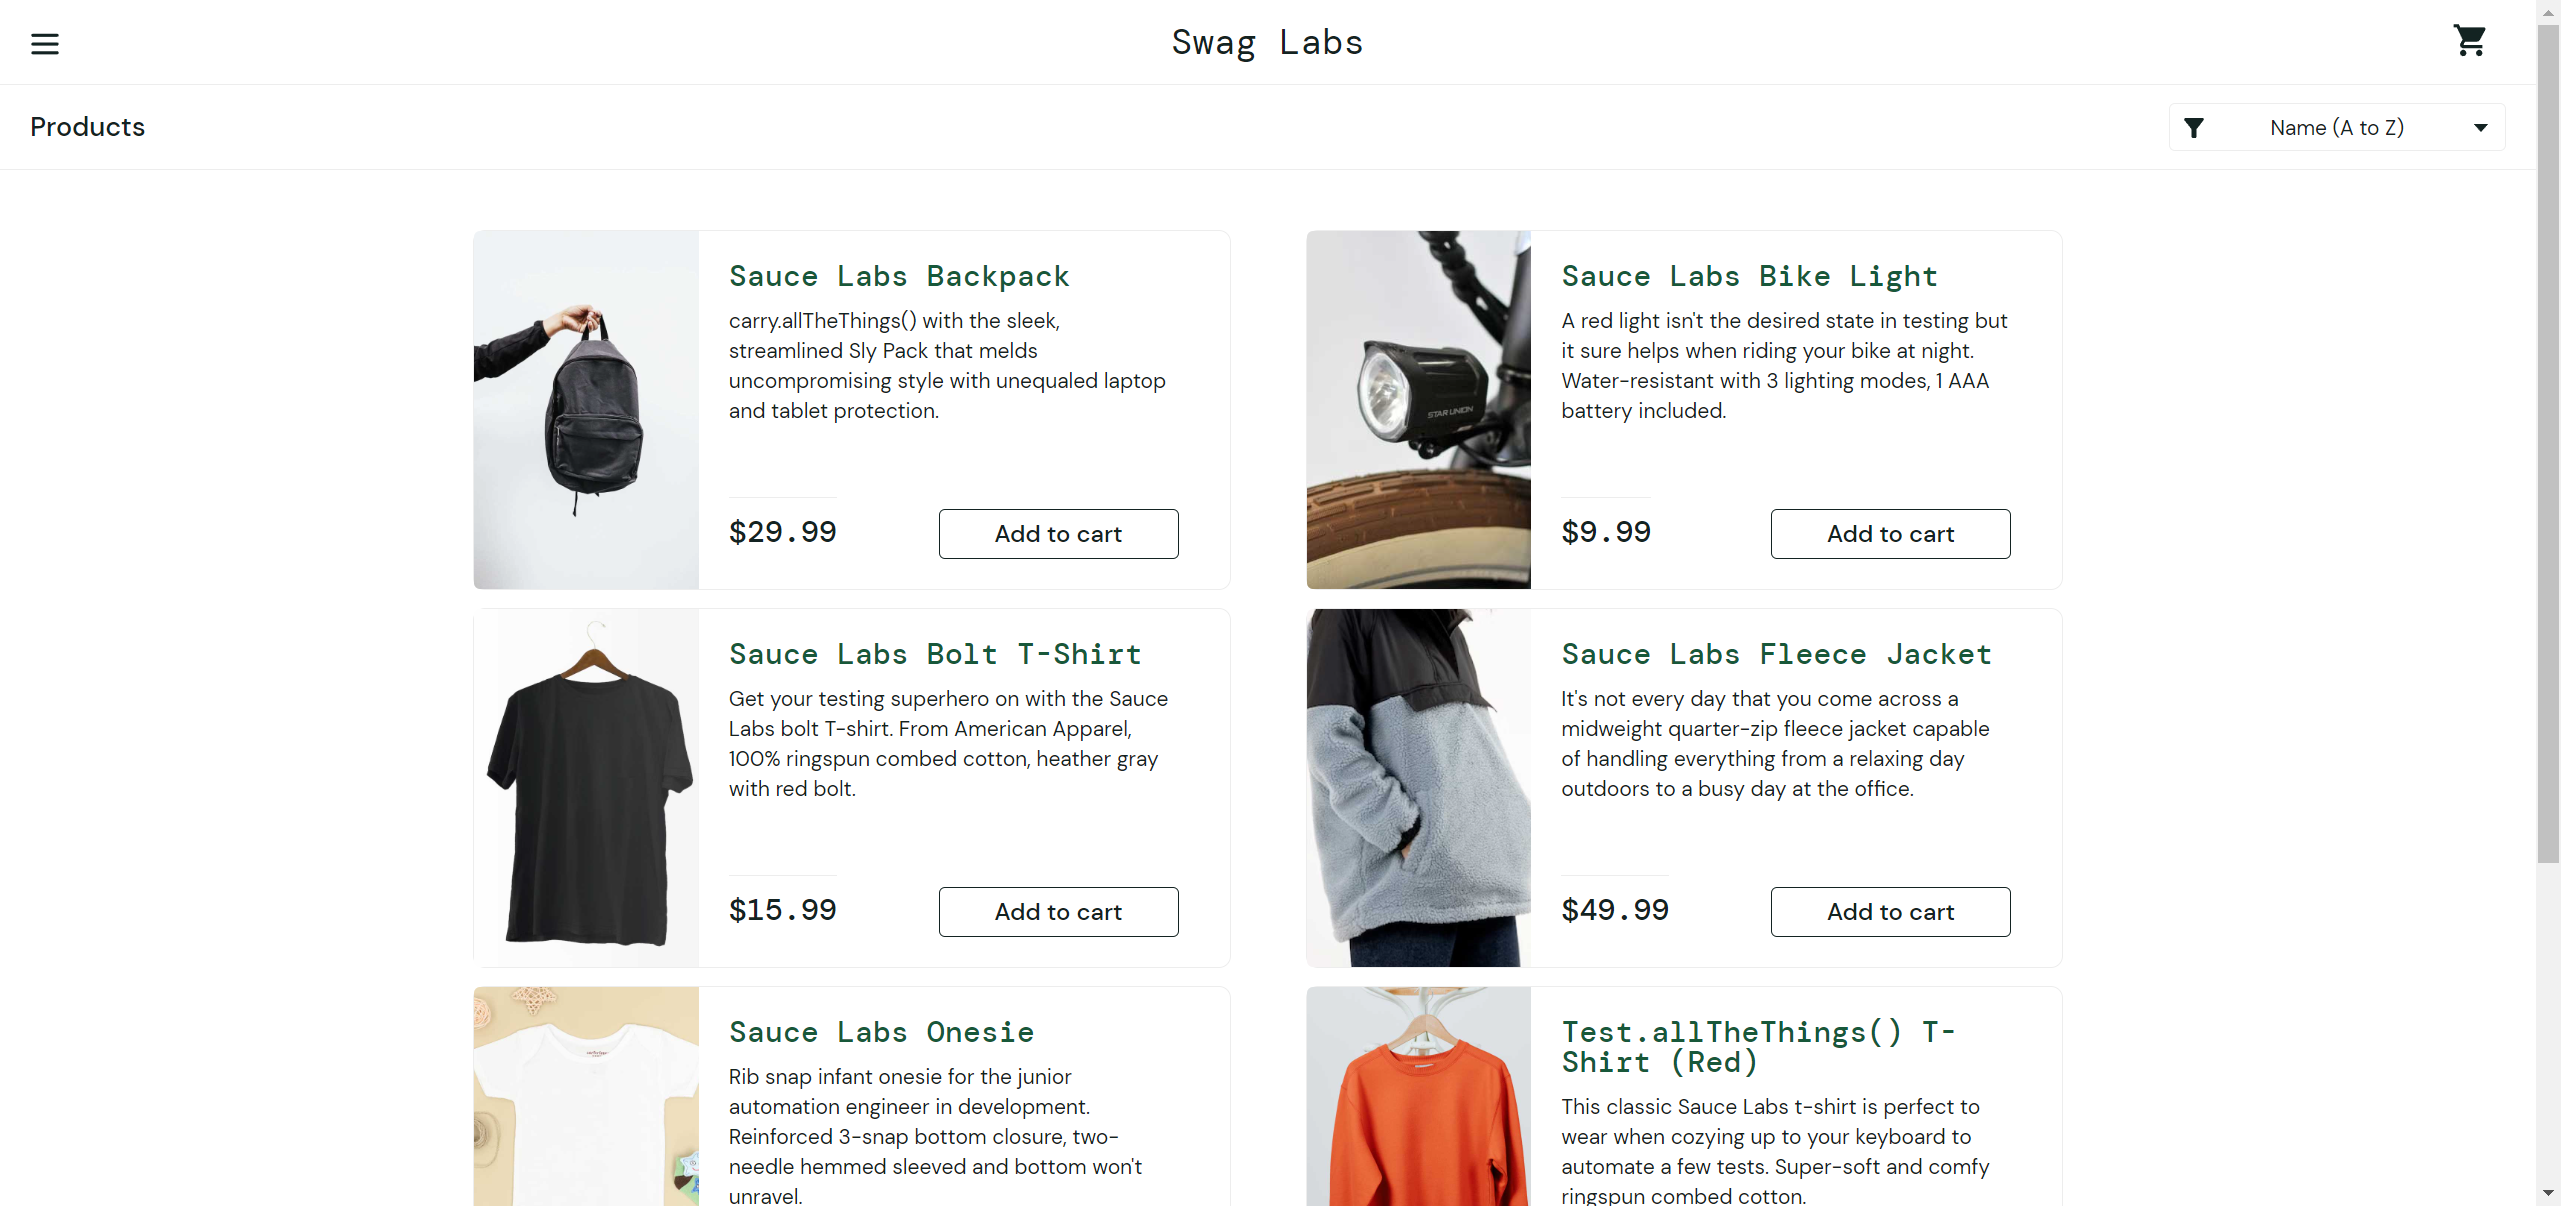 Swag Labs
Products
Name (A to Z)
Sauce Labs Backpack
carry.allTheThings() with the sleek,
streamlined Sly Pack that melds
uncompromising style with unequaled laptop
and tablet protection.
$29.99
Add to cart
Sauce Labs Bike Light
A red light isn't the desired state in testing but
it sure helps when riding your bike at night.
Water-resistant with 3 lighting modes, 1 AAA
battery included.
STAR UNION
$9.99
Add to cart
Sauce Labs Bolt T-Shirt
Get your testing superhero on with the Sauce
Labs bolt T-shirt. From American Apparel,
100% ringspun combed cotton, heather gray
with red bolt.
$15.99
Add to cart
Sauce Labs Fleece Jacket
It's not every day that you come across a
midweight quarter-zip fleece jacket capable
of handling everything from a relaxing day
outdoors to a busy day at the office.
$49.99
Add to cart
Sauce Labs Onesie
Rib snap infant onesie for the junior
automation engineer in development.
Reinforced 3-snap bottom closure, two-
needle hemmed sleeved and bottom won't
unravel.
Test.allTheThings() T-
Shirt (Red)
This classic Sauce Labs t-shirt is perfect to
wear when cozying up to your keyboard to
automate a few tests. Super-soft and comfy
ringspun combed cotton.